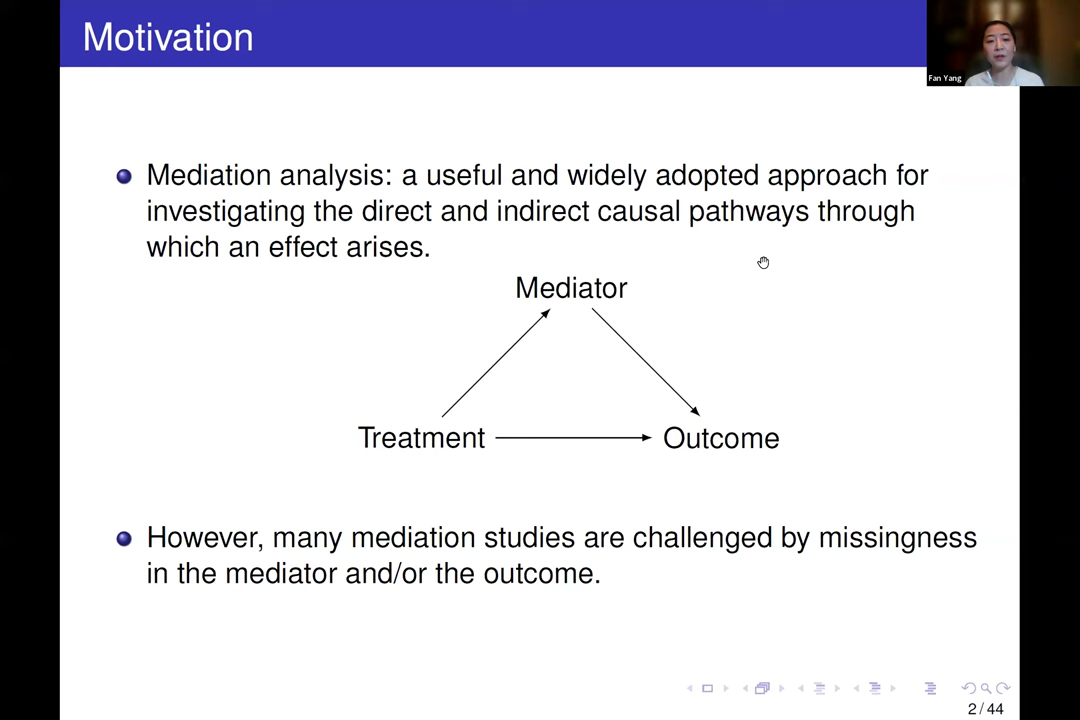 Motivation
Fan Yang
Mediation analysis: a useful and widely adopted approach for
investigating the direct and indirect causal pathways through
which an effect arises.
Mediator
Treatment
Outcome
However, many mediation studies are challenged by missingness
in the mediator and/or the outcome.
2 / 44